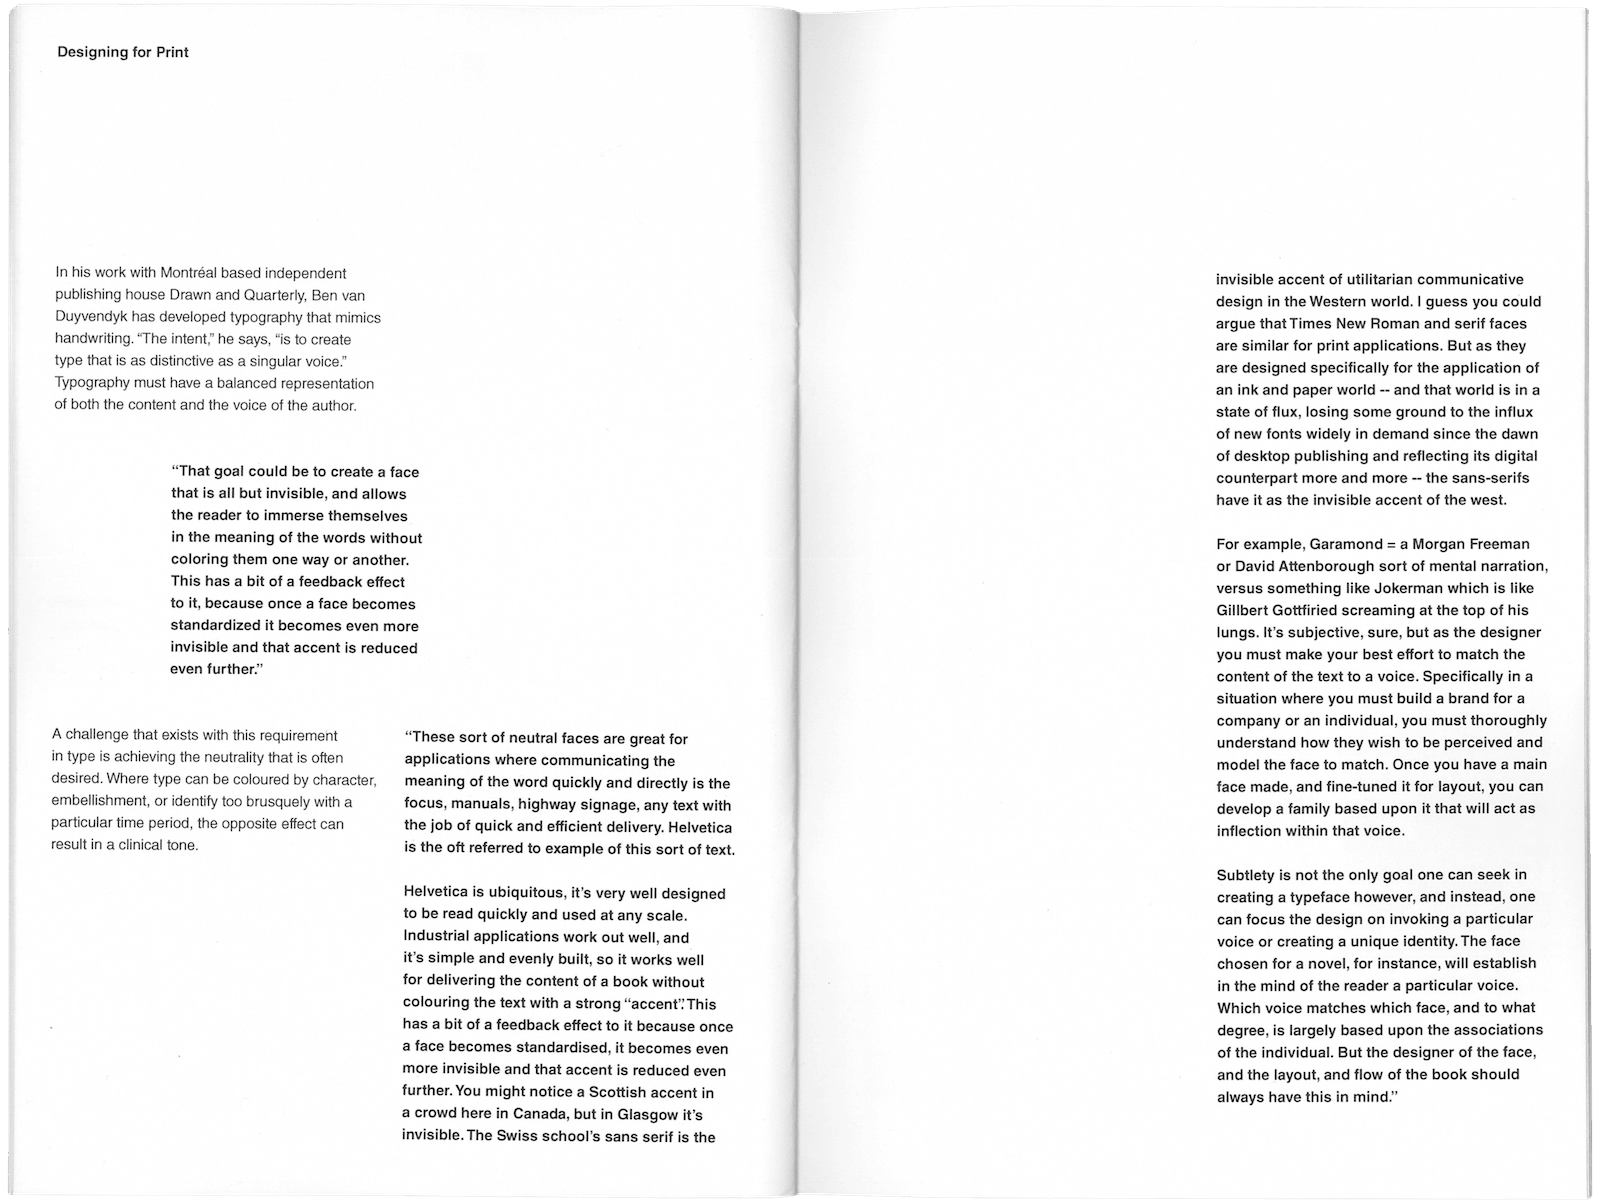 Designing for Print
In his work with Montréal based independent
publishing house Drawn and Quarterly, Ben van
Duyvendyk has developed typography that mimics
handwriting. “The intent,” he says, “is to create
type that is as distinctive as a singular voice.”
Typography must have a balanced representation
of both the content and the voice of the author.
“That goal could be to create a face
that is all but invisible, and allows
the reader to immerse themselves
in the meaning of the words without
coloring them one way or another.
This has a bit of a feedback effect
to it, because once a face becomes
standardized it becomes even more
invisible and that accent is reduced
even further.”
A challenge that exists with this requirement
in type is achieving the neutrality that is often
desired. Where type can be coloured by character,
embellishment, or identify too brusquely with a
particular time period, the opposite effect can
result in a clinical tone.
“These sort of neutral faces are great for
applications where communicating the
meaning of the word quickly and directly is the
focus, manuals, highway signage, any text with
the job of quick and efficient delivery. Helvetica
is the oft referred to example of this sort of text.
Helvetica is ubiquitous, it’s very well designed
to be read quickly and used at any scale.
Industrial applications work out well, and
it’s simple and evenly built, so it works well
for delivering the content of a book without
colouring the text with a strong “accent”. This
has a bit of a feedback effect to it because once
a face becomes standardised, it becomes even
more invisible and that accent is reduced even
further. You might notice a Scottish accent in
a crowd here in Canada, but in Glasgow it’s
invisible. The Swiss school’s sans serif is the
invisible accent of utilitarian communicative
design in the Western world. I guess you could
argue that Times New Roman and serif faces
are similar for print applications. But as they
are designed specifically for the application of
an ink and paper world -- and that world is in a
state of flux, losing some ground to the influx
of new fonts widely in demand since the dawn
of desktop publishing and reflecting its digital
counterpart more and more -- the sans-serifs
have it as the invisible accent of the west.
For example, Garamond = a Morgan Freeman
or David Attenborough sort of mental narration,
versus something like Jokerman which is like
Gillbert Gottfiried screaming at the top of his
lungs. It’s subjective, sure, but as the designer
you must make your best effort to match the
content of the text to a voice. Specifically in a
situation where you must build a brand for a
company or an individual, you must thoroughly
understand how they wish to be perceived and
model the face to match. Once you have a main
face made, and fine-tuned it for layout, you can
develop a family based upon it that will act as
inflection within that voice.
Subtlety is not the only goal one can seek in
creating a typeface however, and instead, one
can focus the design on invoking a particular
voice or creating a unique identity. The face
chosen for a novel, for instance, will establish
in the mind of the reader a particular voice.
Which voice matches which face, and to what
degree, is largely based upon the associations
of the individual. But the designer of the face,
and the layout, and flow of the book should
always have this in mind.”